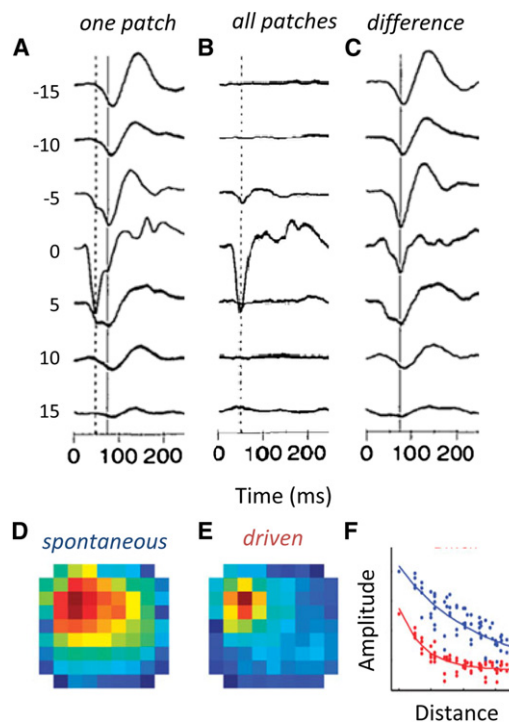 one patch all patches difference
A B C
-15
-10
-5
0
5
10
15
0 100 200 0 100 200 0 100 200
Time (ms)
D spontaneous E driven F
Amplitude
Distance